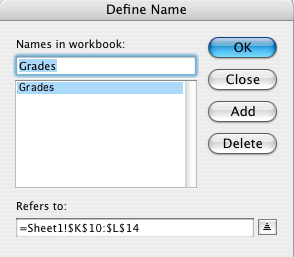 Define Name
Names in workbook:
Grades
Grades
OK
Close
Add
Delete
Refers to:
=Sheet1!$K$10:$L$14